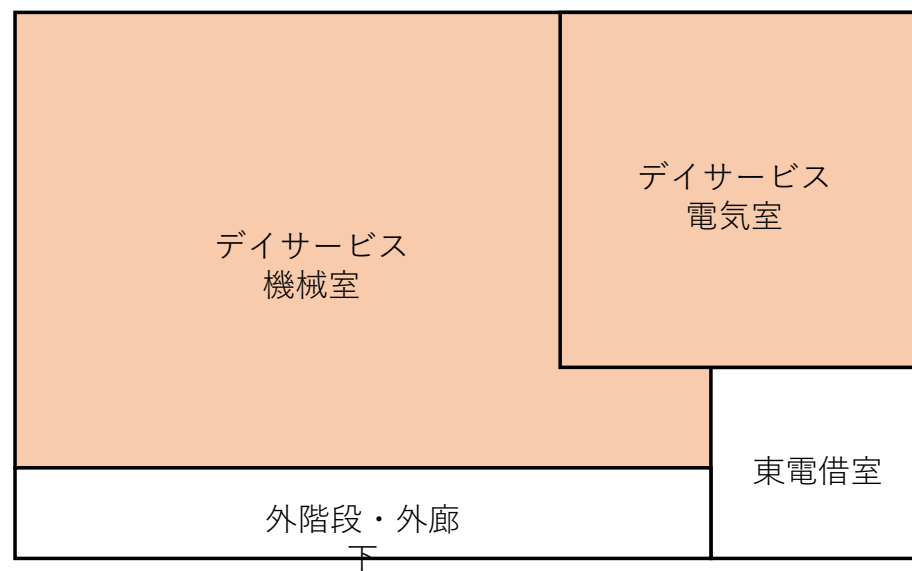 デイサービス
電気室
デイサービス
機械室
東電借室
外階段・外廊
下